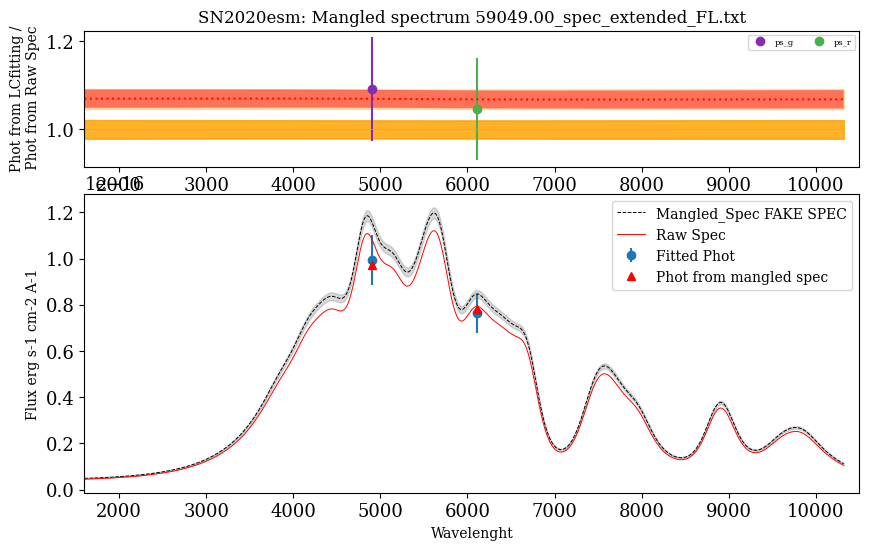 SN2020esm: Mangled spectrum 59049.00_spec_extended_FL.txt
Phot from LCfitting /
Phot from Raw Spec
1.2
1.0
ps_g
ps_r
1e−16
2000 3000 4000 5000 6000 7000 8000 9000 10000
Flux erg s-1 cm-2 A-1
1.2
1.0
0.8
0.6
0.4
0.2
0.0
Mangled_Spec FAKE SPEC
Raw Spec
Fitted Phot
Phot from mangled spec
2000 3000 4000 5000 6000 7000 8000 9000 10000
Wavelenght